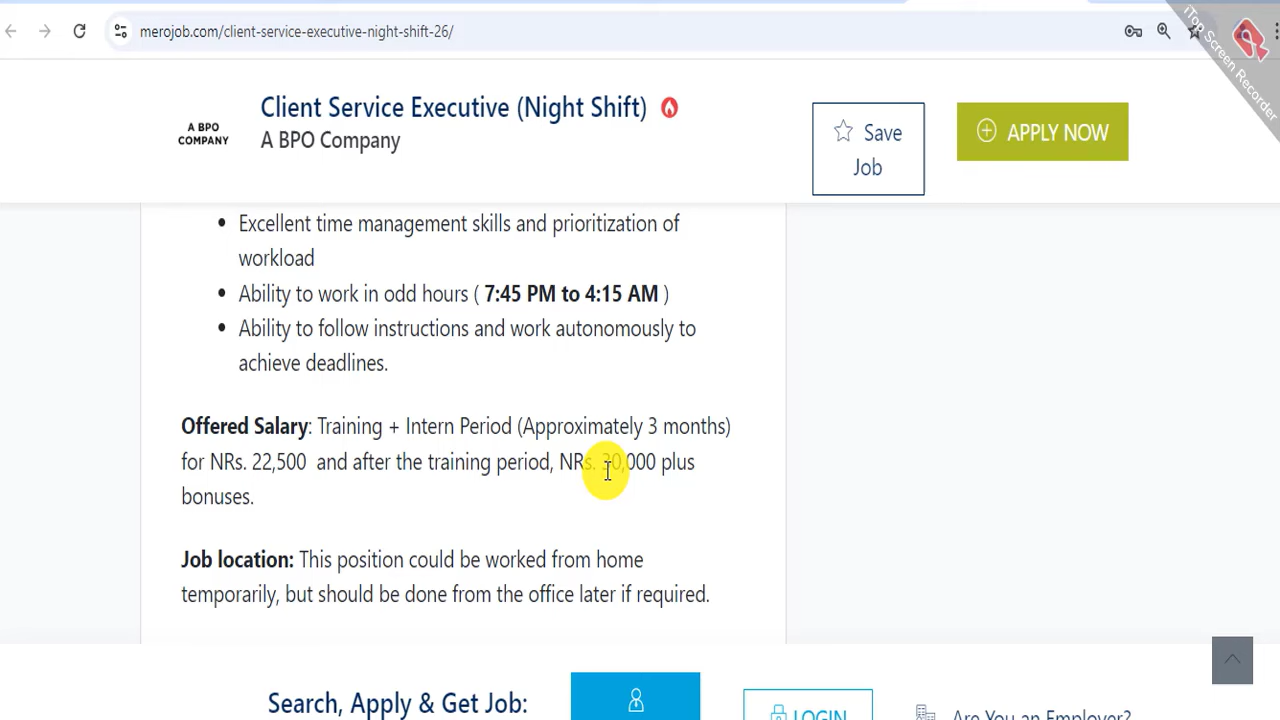 merojob.com/client-service-executive-night-shift-26/
iTop Screen Recorder
A BPO
COMPANY
Client Service Executive (Night Shift)
A BPO Company
Save
Job
APPLY NOW
• Excellent time management skills and prioritization of
workload
• Ability to work in odd hours ( 7:45 PM to 4:15 AM )
• Ability to follow instructions and work autonomously to
achieve deadlines.
Offered Salary: Training + Intern Period (Approximately 3 months)
for NRs. 22,500 and after the training period, NRs. 30,000 plus
bonuses.
Job location: This position could be worked from home
temporarily, but should be done from the office later if required.
Search, Apply & Get Job:
LOGIN
Are You an Employer?